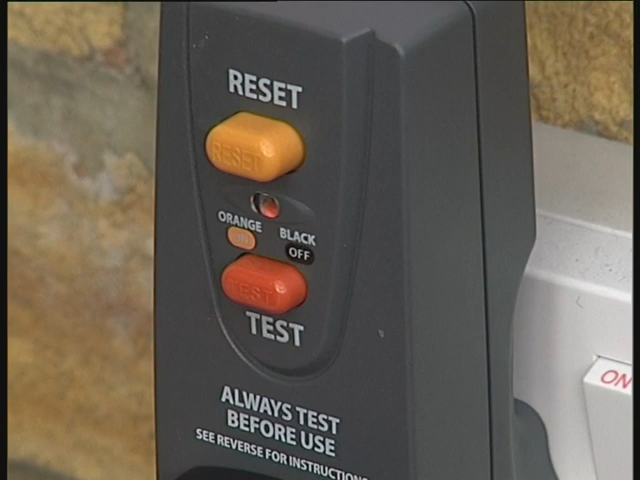 RESET
RESET
ORANGE
ON
BLACK
OFF
TEST
TEST
ALWAYS TEST
BEFORE USE
SEE REVERSE FOR INSTRUCTIONS
ON